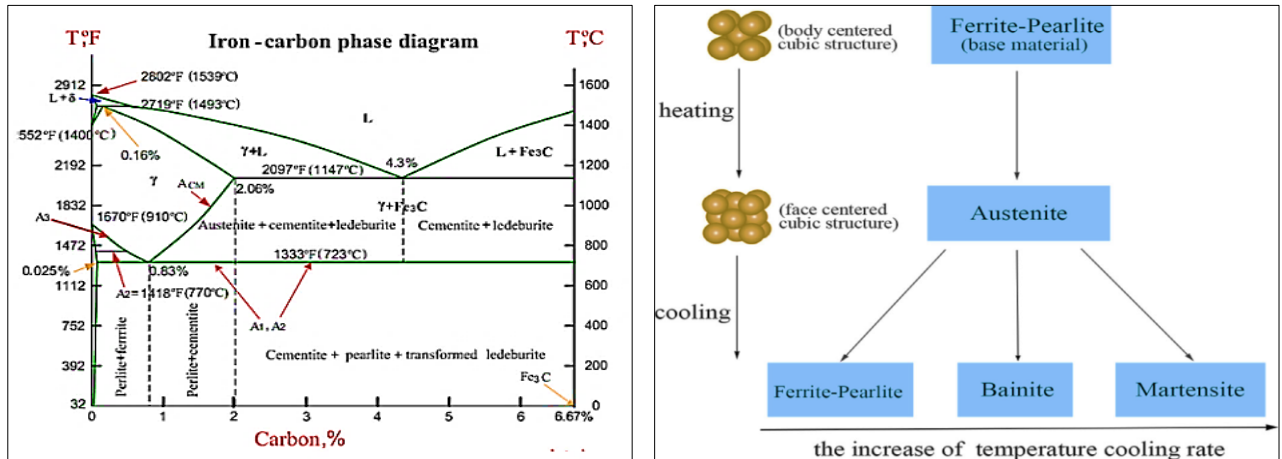 Iron-carbon phase diagram
T,°F
T,°C
2802°F (1539°C)
2912
1600
L+δ
2719°F (1493°C)
L
1400
552°F (1400°C)
0.16%
γ+L
4.3%
L+Fe3C
2192
2097°F (1147°C)
1200
γ
ACM
2.06%
1832
1000
A3
1670°F (910°C)
γ+Fe3C
Austenite+cementite+ledeburite
Cementite+ledeburite
1472
1333°F (723°C)
800
0.025%
0.83%
1112
A2=1418°F(770°C)
600
752
A1, A2
400
Perlite+ferrrite
Perlite+cementite
Cementite + pearlite + transformed ledeburite
392
200
Fe3C
32
0
0
1
2
3
4
5
6
6.67%
Carbon,%
(body centered
cubic structure)
Ferrite-Pearlite
(base material)
heating
(face centered
cubic structure)
Austenite
cooling
Ferrite-Pearlite
Bainite
Martensite
the increase of temperature cooling rate